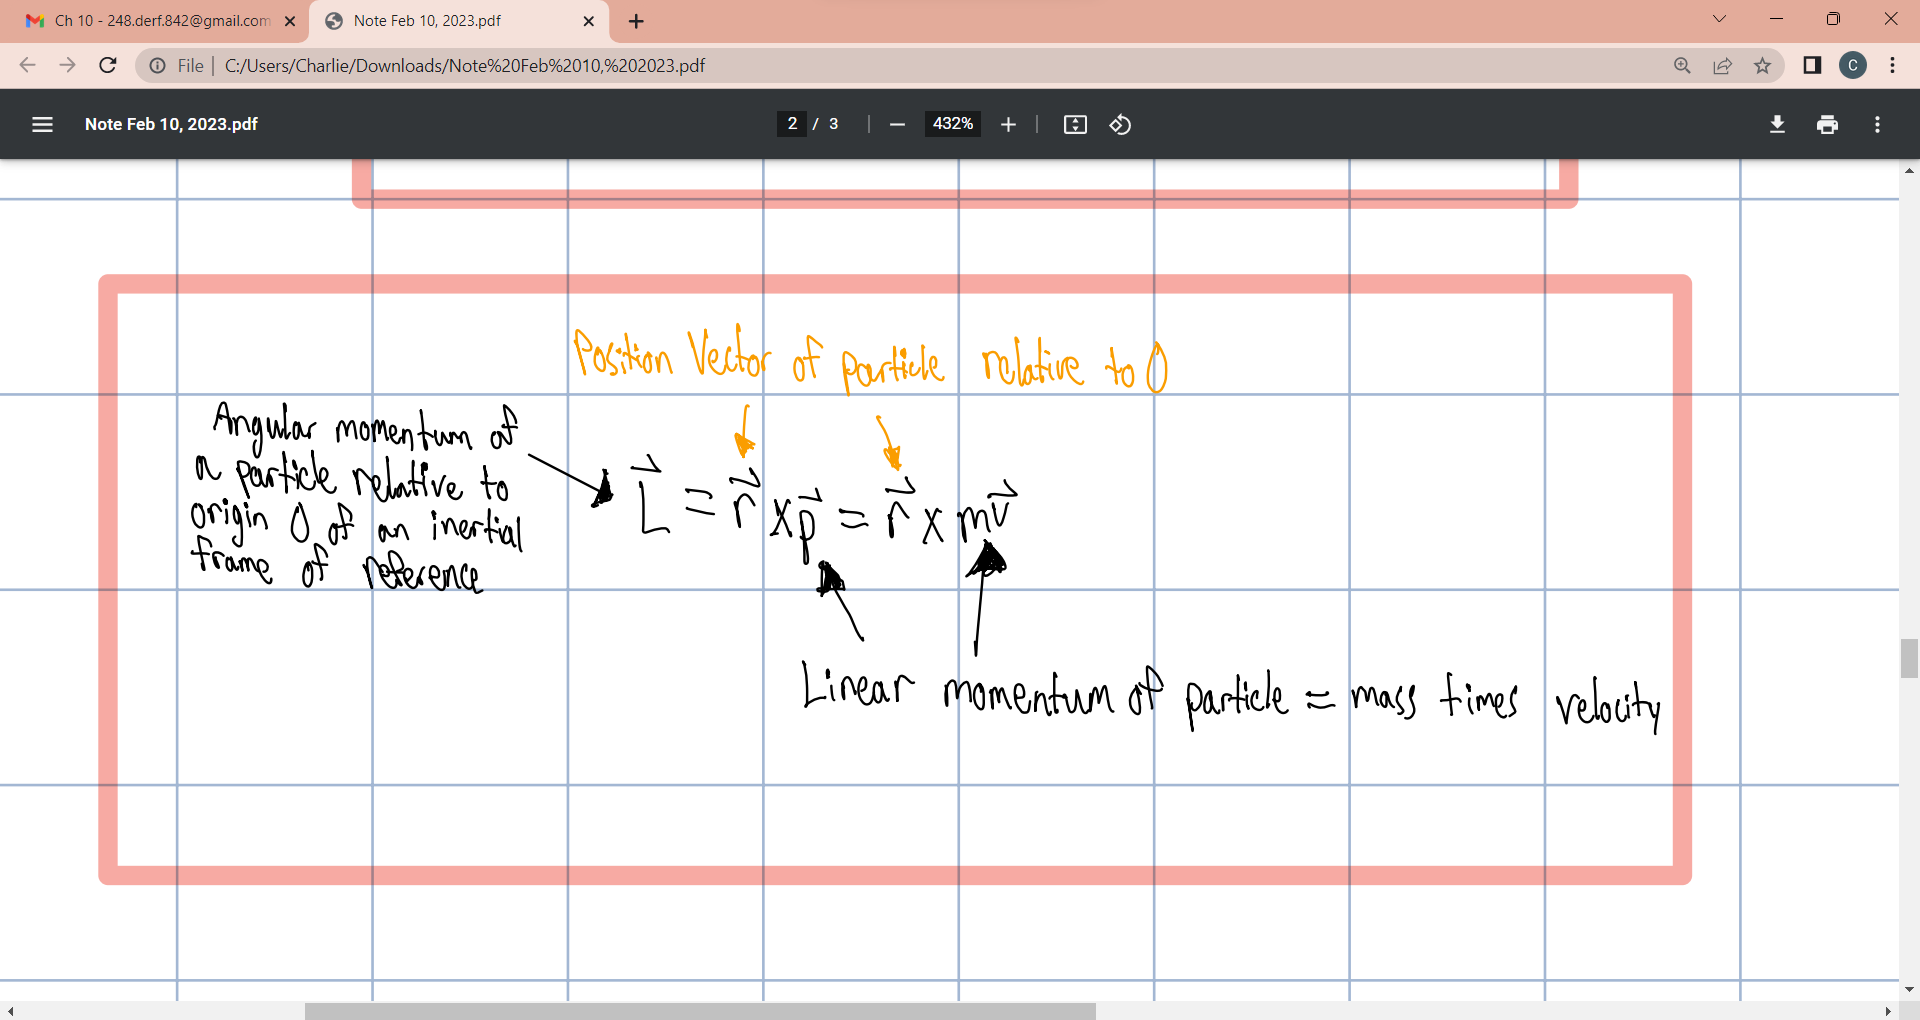 Ch 10 - 248.derf.842@gmail.com
Note Feb 10, 2023.pdf
File | C:/Users/Charlie/Downloads/Note%20Feb%2010,%202023.pdf
C
Note Feb 10, 2023.pdf
2 / 3
432%
Position Vector of particle relative to O
Angular momentum of
a particle relative to
origin O of an inertial
frame of reference
L⃗ = r⃗ x p⃗ = r⃗ x mv⃗
Linear momentum of particle = mass times velocity